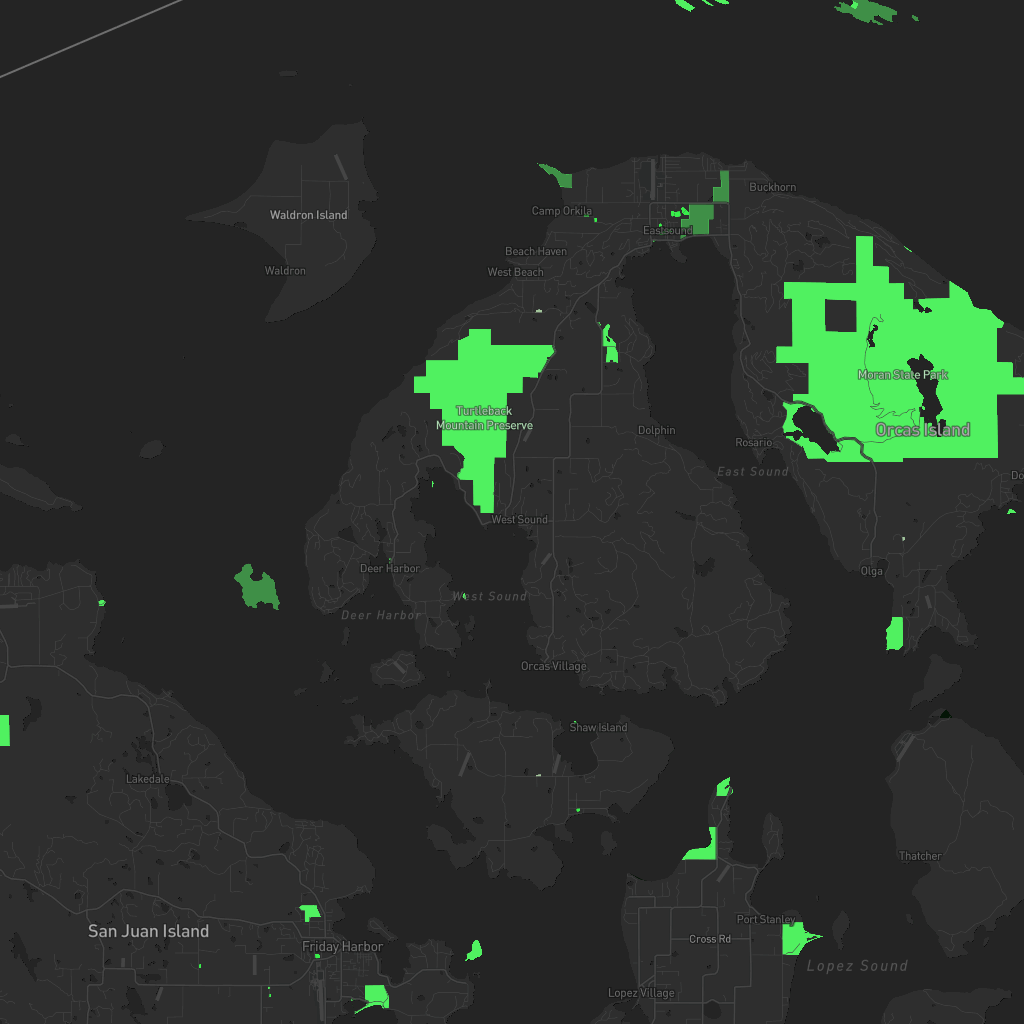 Buckhorn
Waldron Island
Camp Orkila
Eastsound
Beach Haven
West Beach
Waldron
Moran State Park
Turtleback
Mountain Preserve
Orcas Island
Dolphin
Rosario
East Sound
Do
West Sound
Deer Harbor
Olga
West Sound
Deer Harbor
Orcas Village
Shaw Island
Lakedale
Thatcher
Port Stanley
San Juan Island
Cross Rd
Friday Harbor
Lopez Sound
Lopez Village